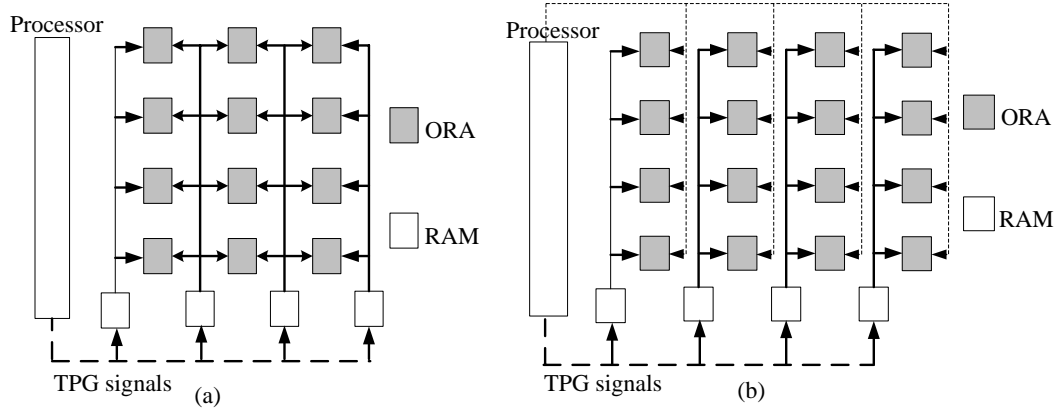 Processor
ORA
RAM
TPG signals
(a)
Processor
ORA
RAM
TPG signals
(b)